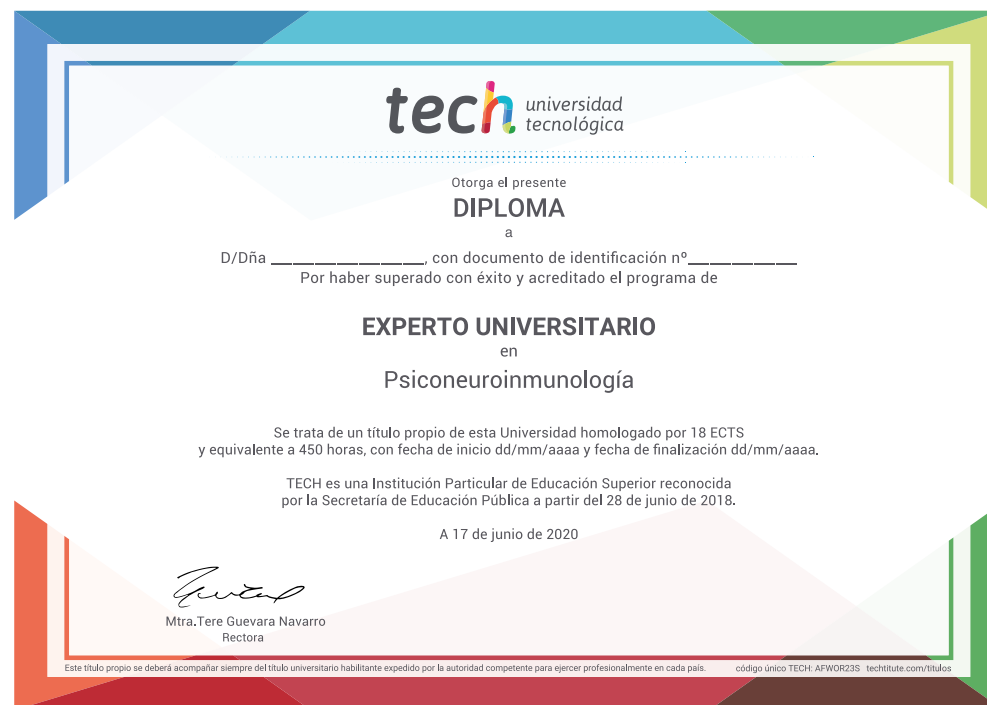 tech universidad
tecnológica
Otorga el presente
DIPLOMA
a
D/Dña ________________, con documento de identificación nº____________
Por haber superado con éxito y acreditado el programa de
EXPERTO UNIVERSITARIO
en
Psiconeuroinmunología
Se trata de un título propio de esta Universidad homologado por 18 ECTS
y equivalente a 450 horas, con fecha de inicio dd/mm/aaaa y fecha de finalización dd/mm/aaaa.
TECH es una Institución Particular de Educación Superior reconocida
por la Secretaría de Educación Pública a partir del 28 de junio de 2018.
A 17 de junio de 2020
Mtra.Tere Guevara Navarro
Rectora
Este título propio se deberá acompañar siempre del título universitario habilitante expedido por la autoridad competente para ejercer profesionalmente en cada país. código único TECH: AFWOR23S techtitute.com/titulos